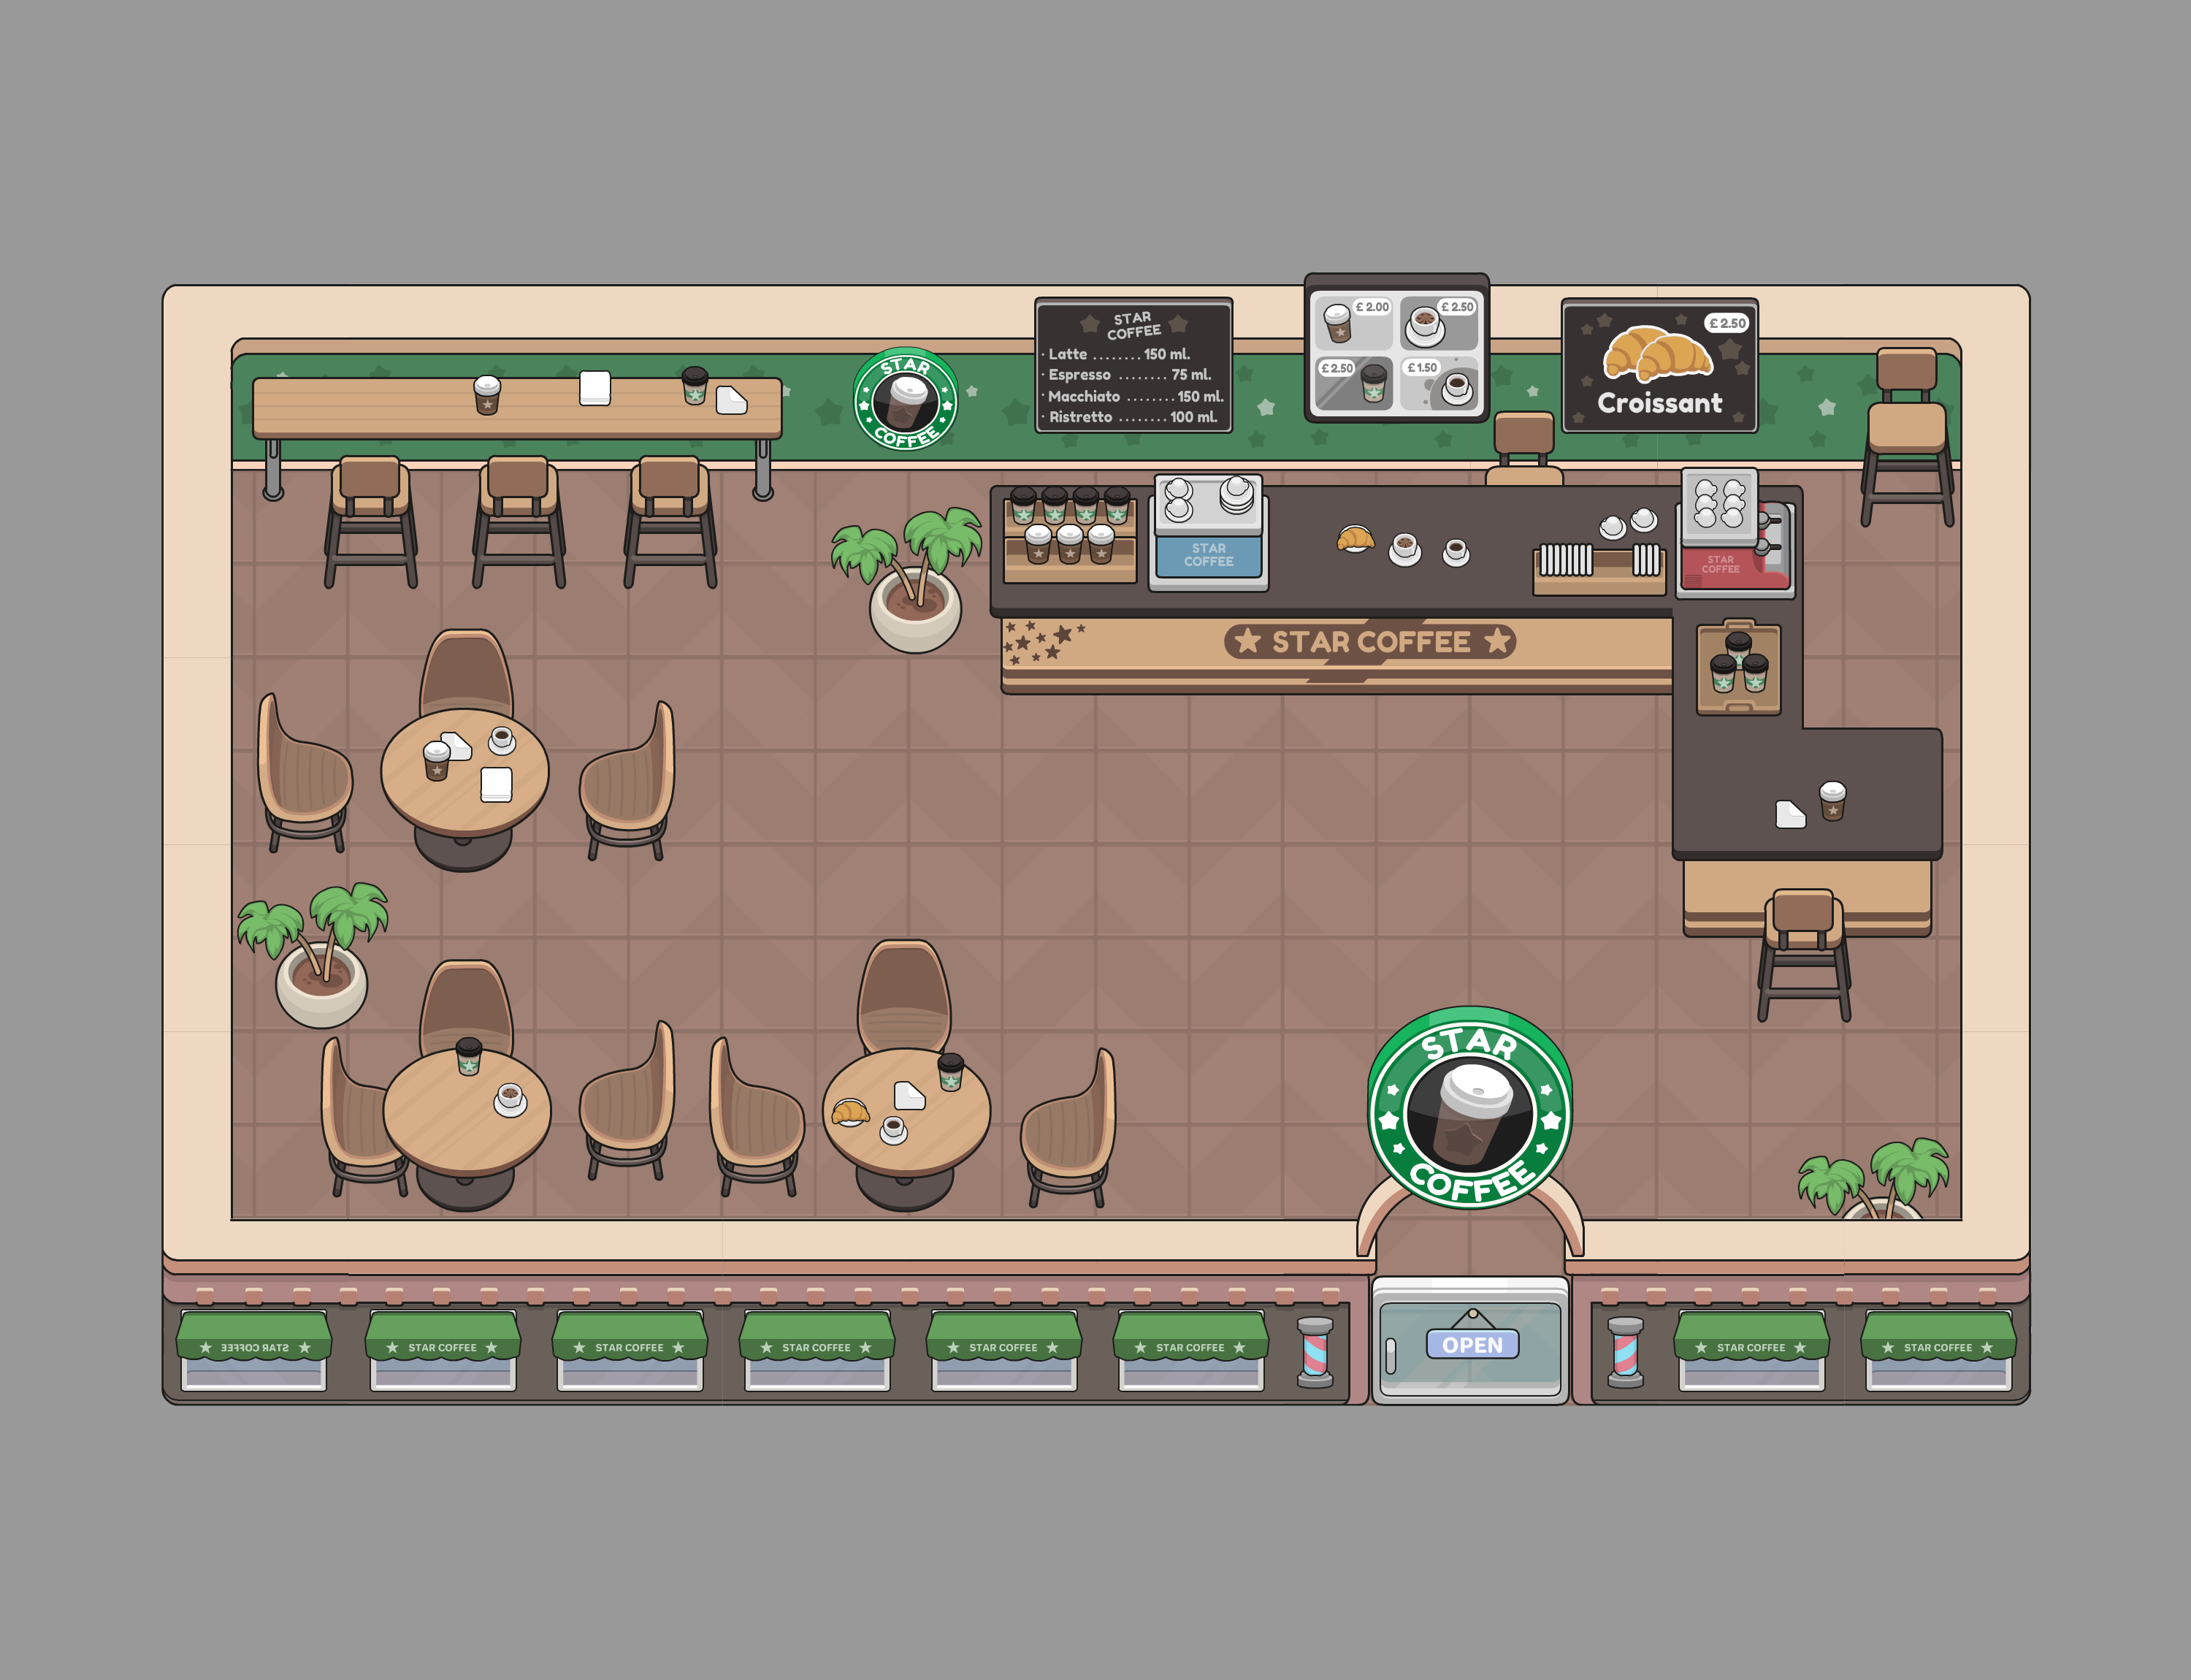 £ 2.00
£ 2.50
£ 2.50
£ 1.50
STAR
COFFEE
· Latte ........ 150 ml.
· Espresso ........ 75 ml.
· Macchiato ........ 150 ml.
· Ristretto ........ 100 ml.
£ 2.50
Croissant
STAR
COFFEE
STAR
COFFEE
STAR
COFFEE
STAR COFFEE
STAR
COFFEE
OPEN
STAR COFFEE
STAR COFFEE
STAR COFFEE
STAR COFFEE
STAR COFFEE
STAR COFFEE
STAR COFFEE
STAR COFFEE